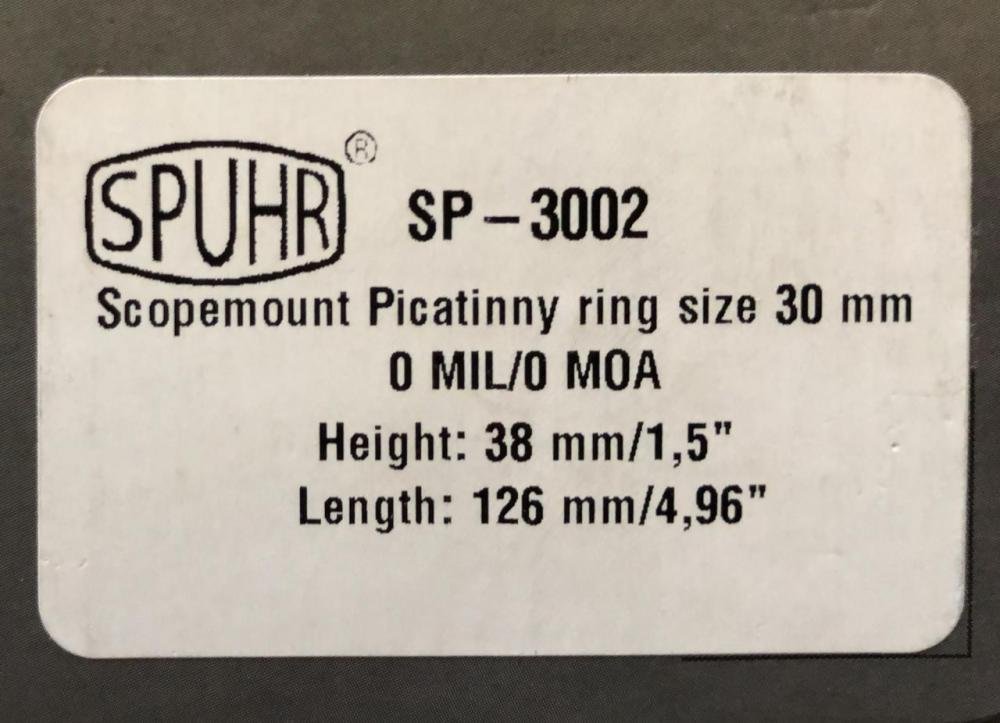 SPUHR® SP-3002
Scopemount Picatinny ring size 30 mm
0 MIL/0 MOA
Height: 38 mm/1,5"
Length: 126 mm/4,96"